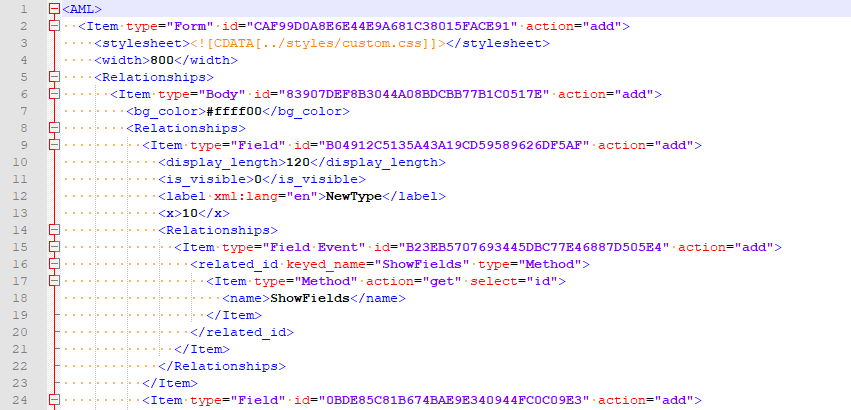 1 <AML>
2 <Item type="Form" id="CAF99D0A8E6E44E9A681C38015FACE91" action="add">
3 <stylesheet><![CDATA[../styles/custom.css]]></stylesheet>
4 <width>800</width>
5 <Relationships>
6 <Item type="Body" id="83907DEF8B3044A08BDCBB77B1C0517E" action="add">
7 <bg_color>#ffff00</bg_color>
8 <Relationships>
9 <Item type="Field" id="B04912C5135A43A19CD59589626DF5AF" action="add">
10 <display_length>120</display_length>
11 <is_visible>0</is_visible>
12 <label xml:lang="en">NewType</label>
13 <x>10</x>
14 <Relationships>
15 <Item type="Field Event" id="B23EB5707693445DBC77E46887D505E4" action="add">
16 <related_id keyed_name="ShowFields" type="Method">
17 <Item type="Method" action="get" select="id">
18 <name>ShowFields</name>
19 </Item>
20 </related_id>
21 </Item>
22 </Relationships>
23 </Item>
24 <Item type="Field" id="0BDE85C81B674BAE9E340944FC0C09E3" action="add">